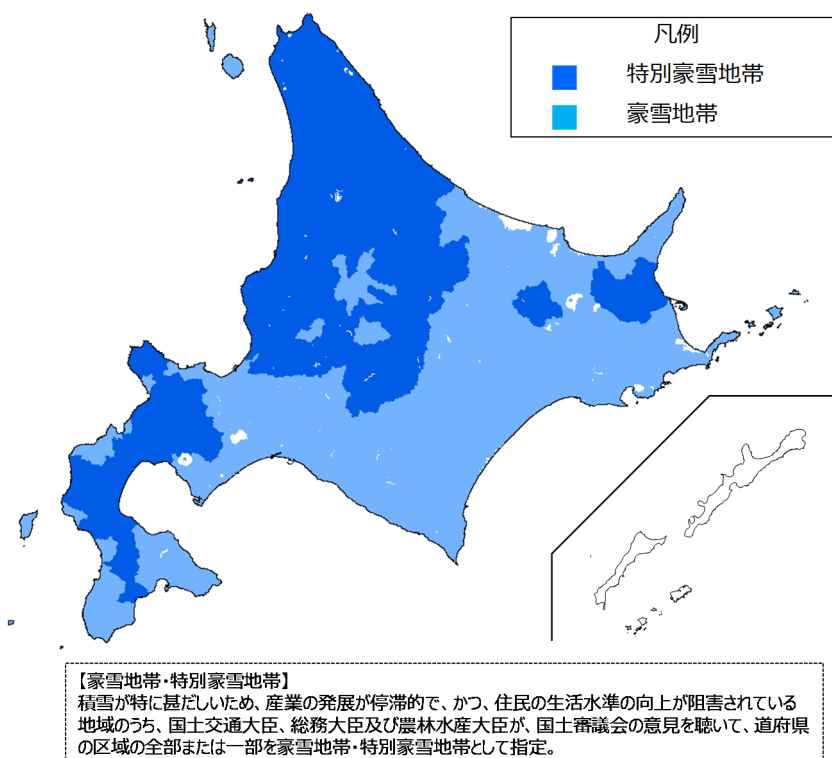 凡例
特別豪雪地帯
豪雪地帯
【豪雪地帯・特別豪雪地帯】
積雪が特に甚だしいため、産業の発展が停滞的で、かつ、住民の生活水準の向上が阻害されている
地域のうち、国土交通大臣、総務大臣及び農林水産大臣が、国土審議会の意見を聴いて、道府県
の区域の全部または一部を豪雪地帯・特別豪雪地帯として指定。